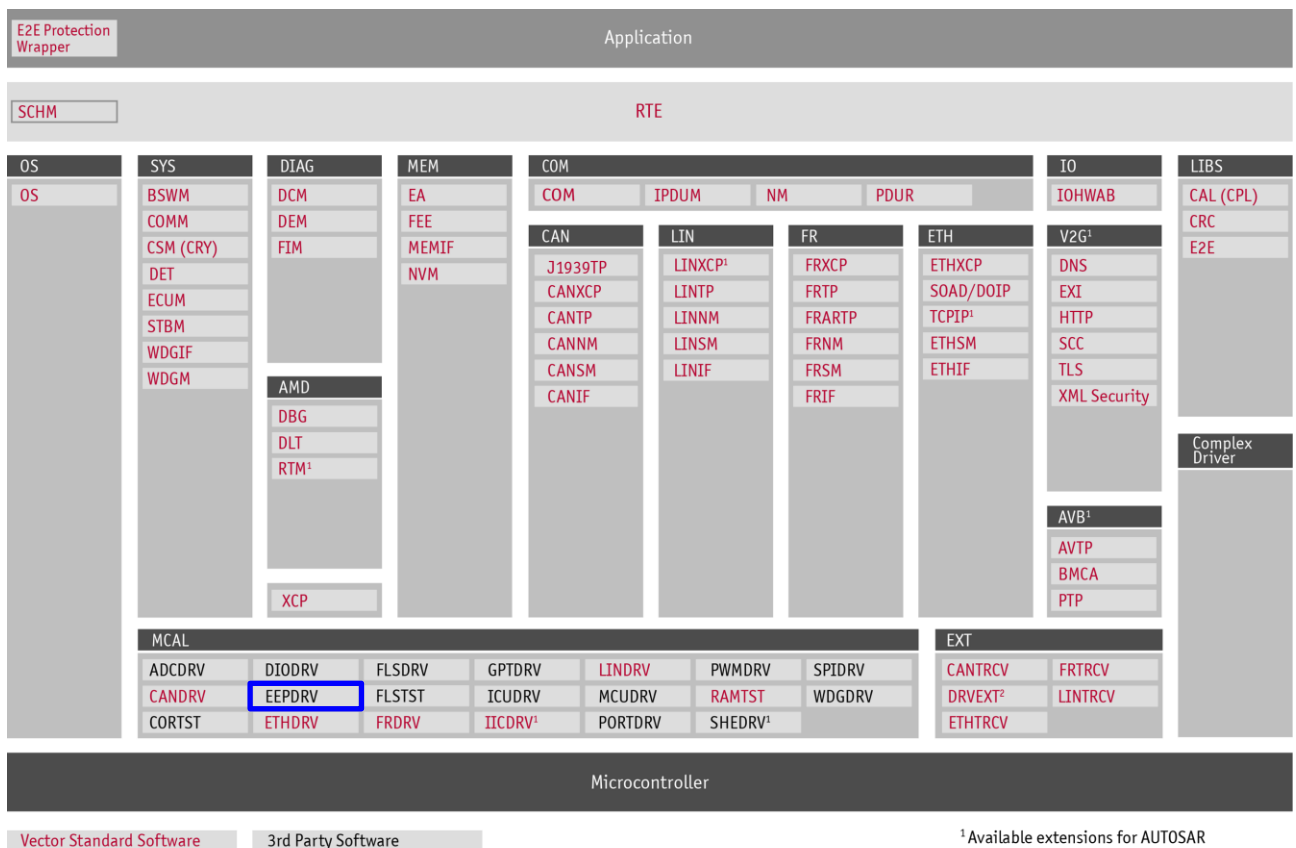 E2E Protection
Wrapper
Application
SCHM
RTE
OS
OS
SYS
BSWM
COMM
CSM (CRY)
DET
ECUM
STBM
WDGIF
WDGM
DIAG
DCM
DEM
FIM
AMD
DBG
DLT
RTM¹
XCP
MEM
EA
FEE
MEMIF
NVM
COM
COM
IPDUM
NM
PDUR
CAN
J1939TP
CANXCP
CANTP
CANNM
CANSM
CANIF
LIN
LINXCP¹
LINTP
LINNM
LINSM
LINIF
FR
FRXCP
FRTP
FRARTP
FRNM
FRSM
FRIF
ETH
ETHXCP
SOAD/DOIP
TCPIP¹
ETHSM
ETHIF
IO
IOHWAB
V2G¹
DNS
EXI
HTTP
SCC
TLS
XML Security
AVB¹
AVTP
BMCA
PTP
LIBS
CAL (CPL)
CRC
E2E
Complex
Driver
MCAL
ADCDRV DIODRV FLSDRV GPTDRV LINDRV PWMDRV SPIDRV
CANDRV EEPDRV FLSTST ICUDRV MCUDRV RAMTST WDGDRV
CORTST ETHDRV FRDRV IICDRV¹ PORTDRV SHEDRV¹
EXT
CANTRCV FRTRCV
DRVEXT² LINTRCV
ETHTRCV
Microcontroller
Vector Standard Software
3rd Party Software
¹ Available extensions for AUTOSAR